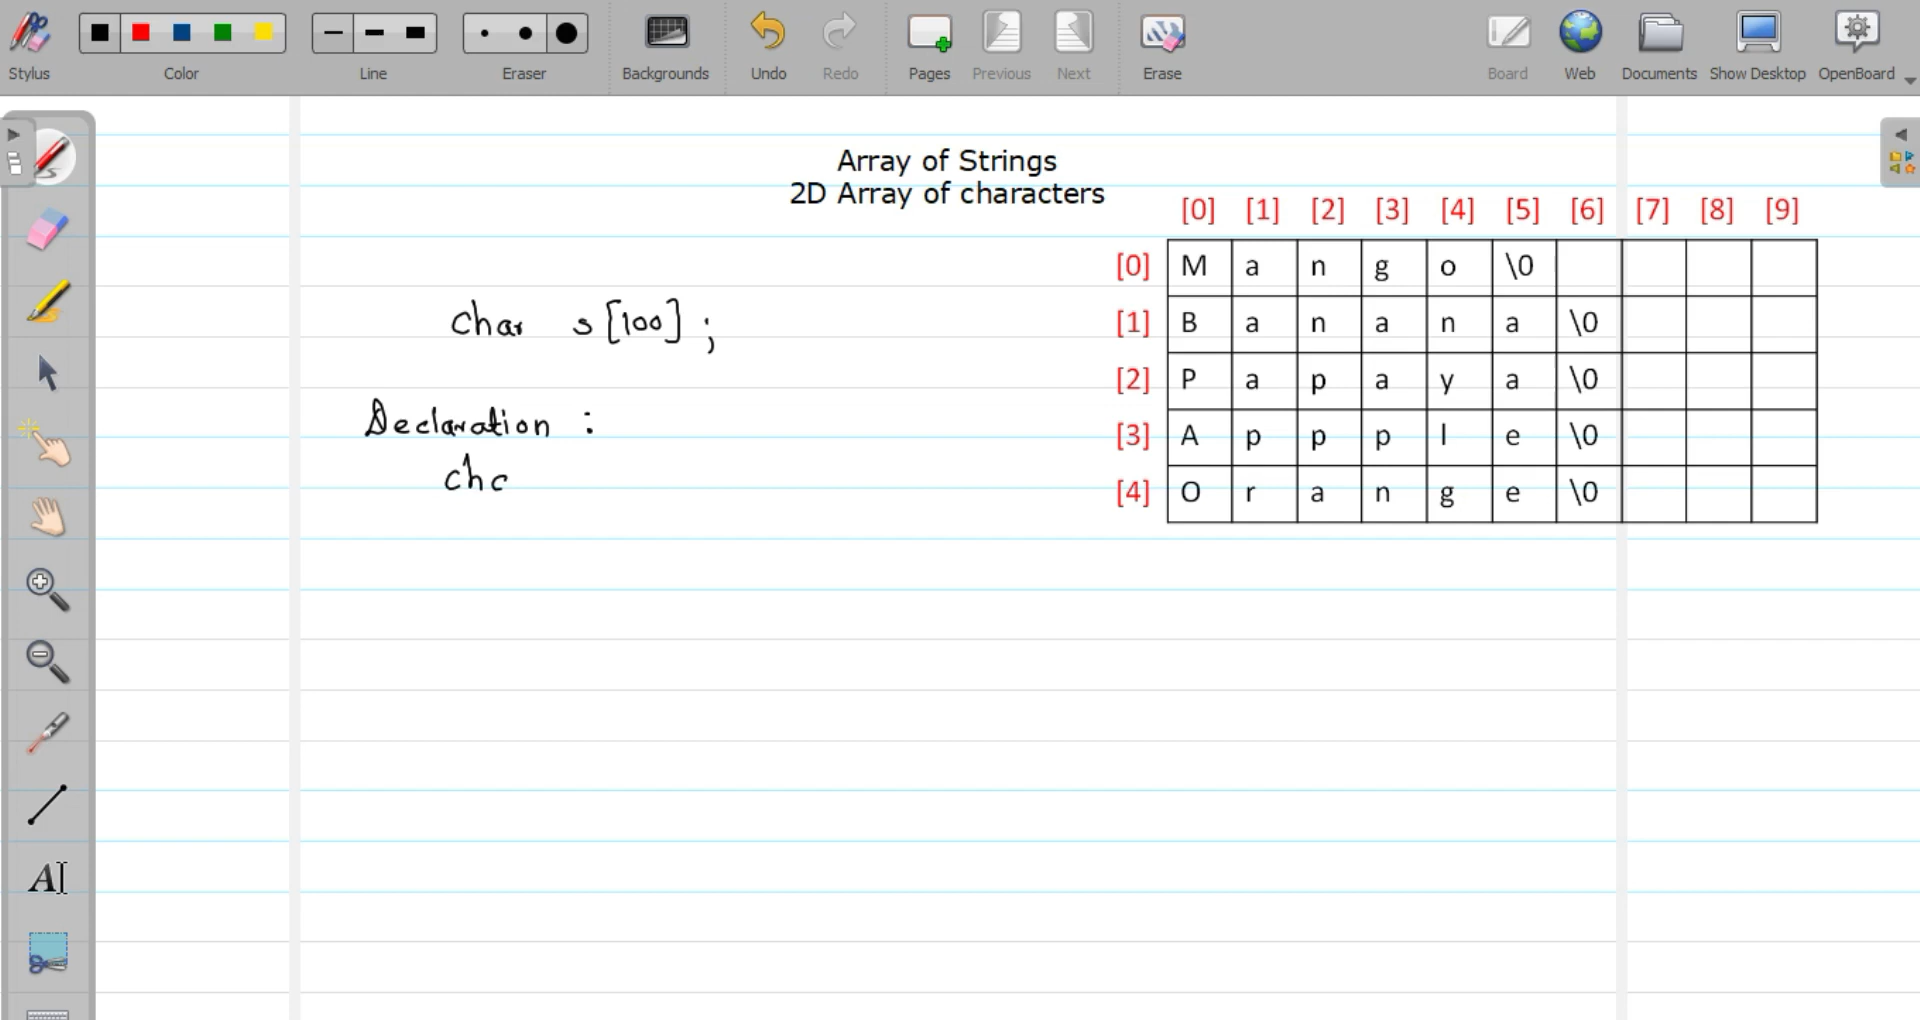 Stylus
Color
Line
Eraser
Backgrounds
Undo
Redo
Pages
Previous
Next
Erase
Board
Web
Documents
Show Desktop
OpenBoard
Array of Strings
2D Array of characters
[0] [1] [2] [3] [4] [5] [6] [7] [8] [9]
[0] M a n g o \0
[1] B a n a n a \0
[2] P a p a y a \0
[3] A p p p l e \0
[4] O r a n g e \0
char s[100];
Declaration :
chc